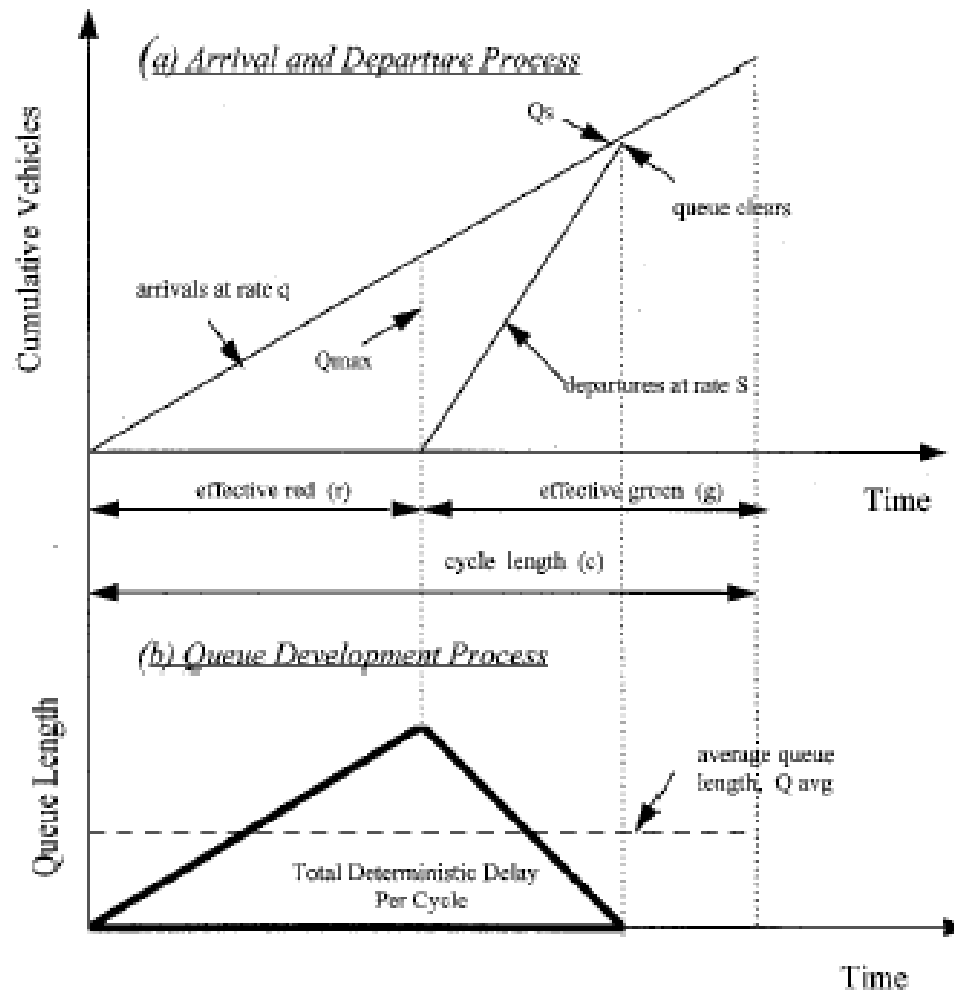 (a) Arrival and Departure Process
Qs
queue clears
Cumulative Vehicles
arrivals at rate q
Qmax
departures at rate S
effective red (r)
effective green (g)
Time
cycle length (c)
(b) Queue Development Process
Queue Length
average queue
length, Q avg
Total Deterministic Delay
Per Cycle
Time